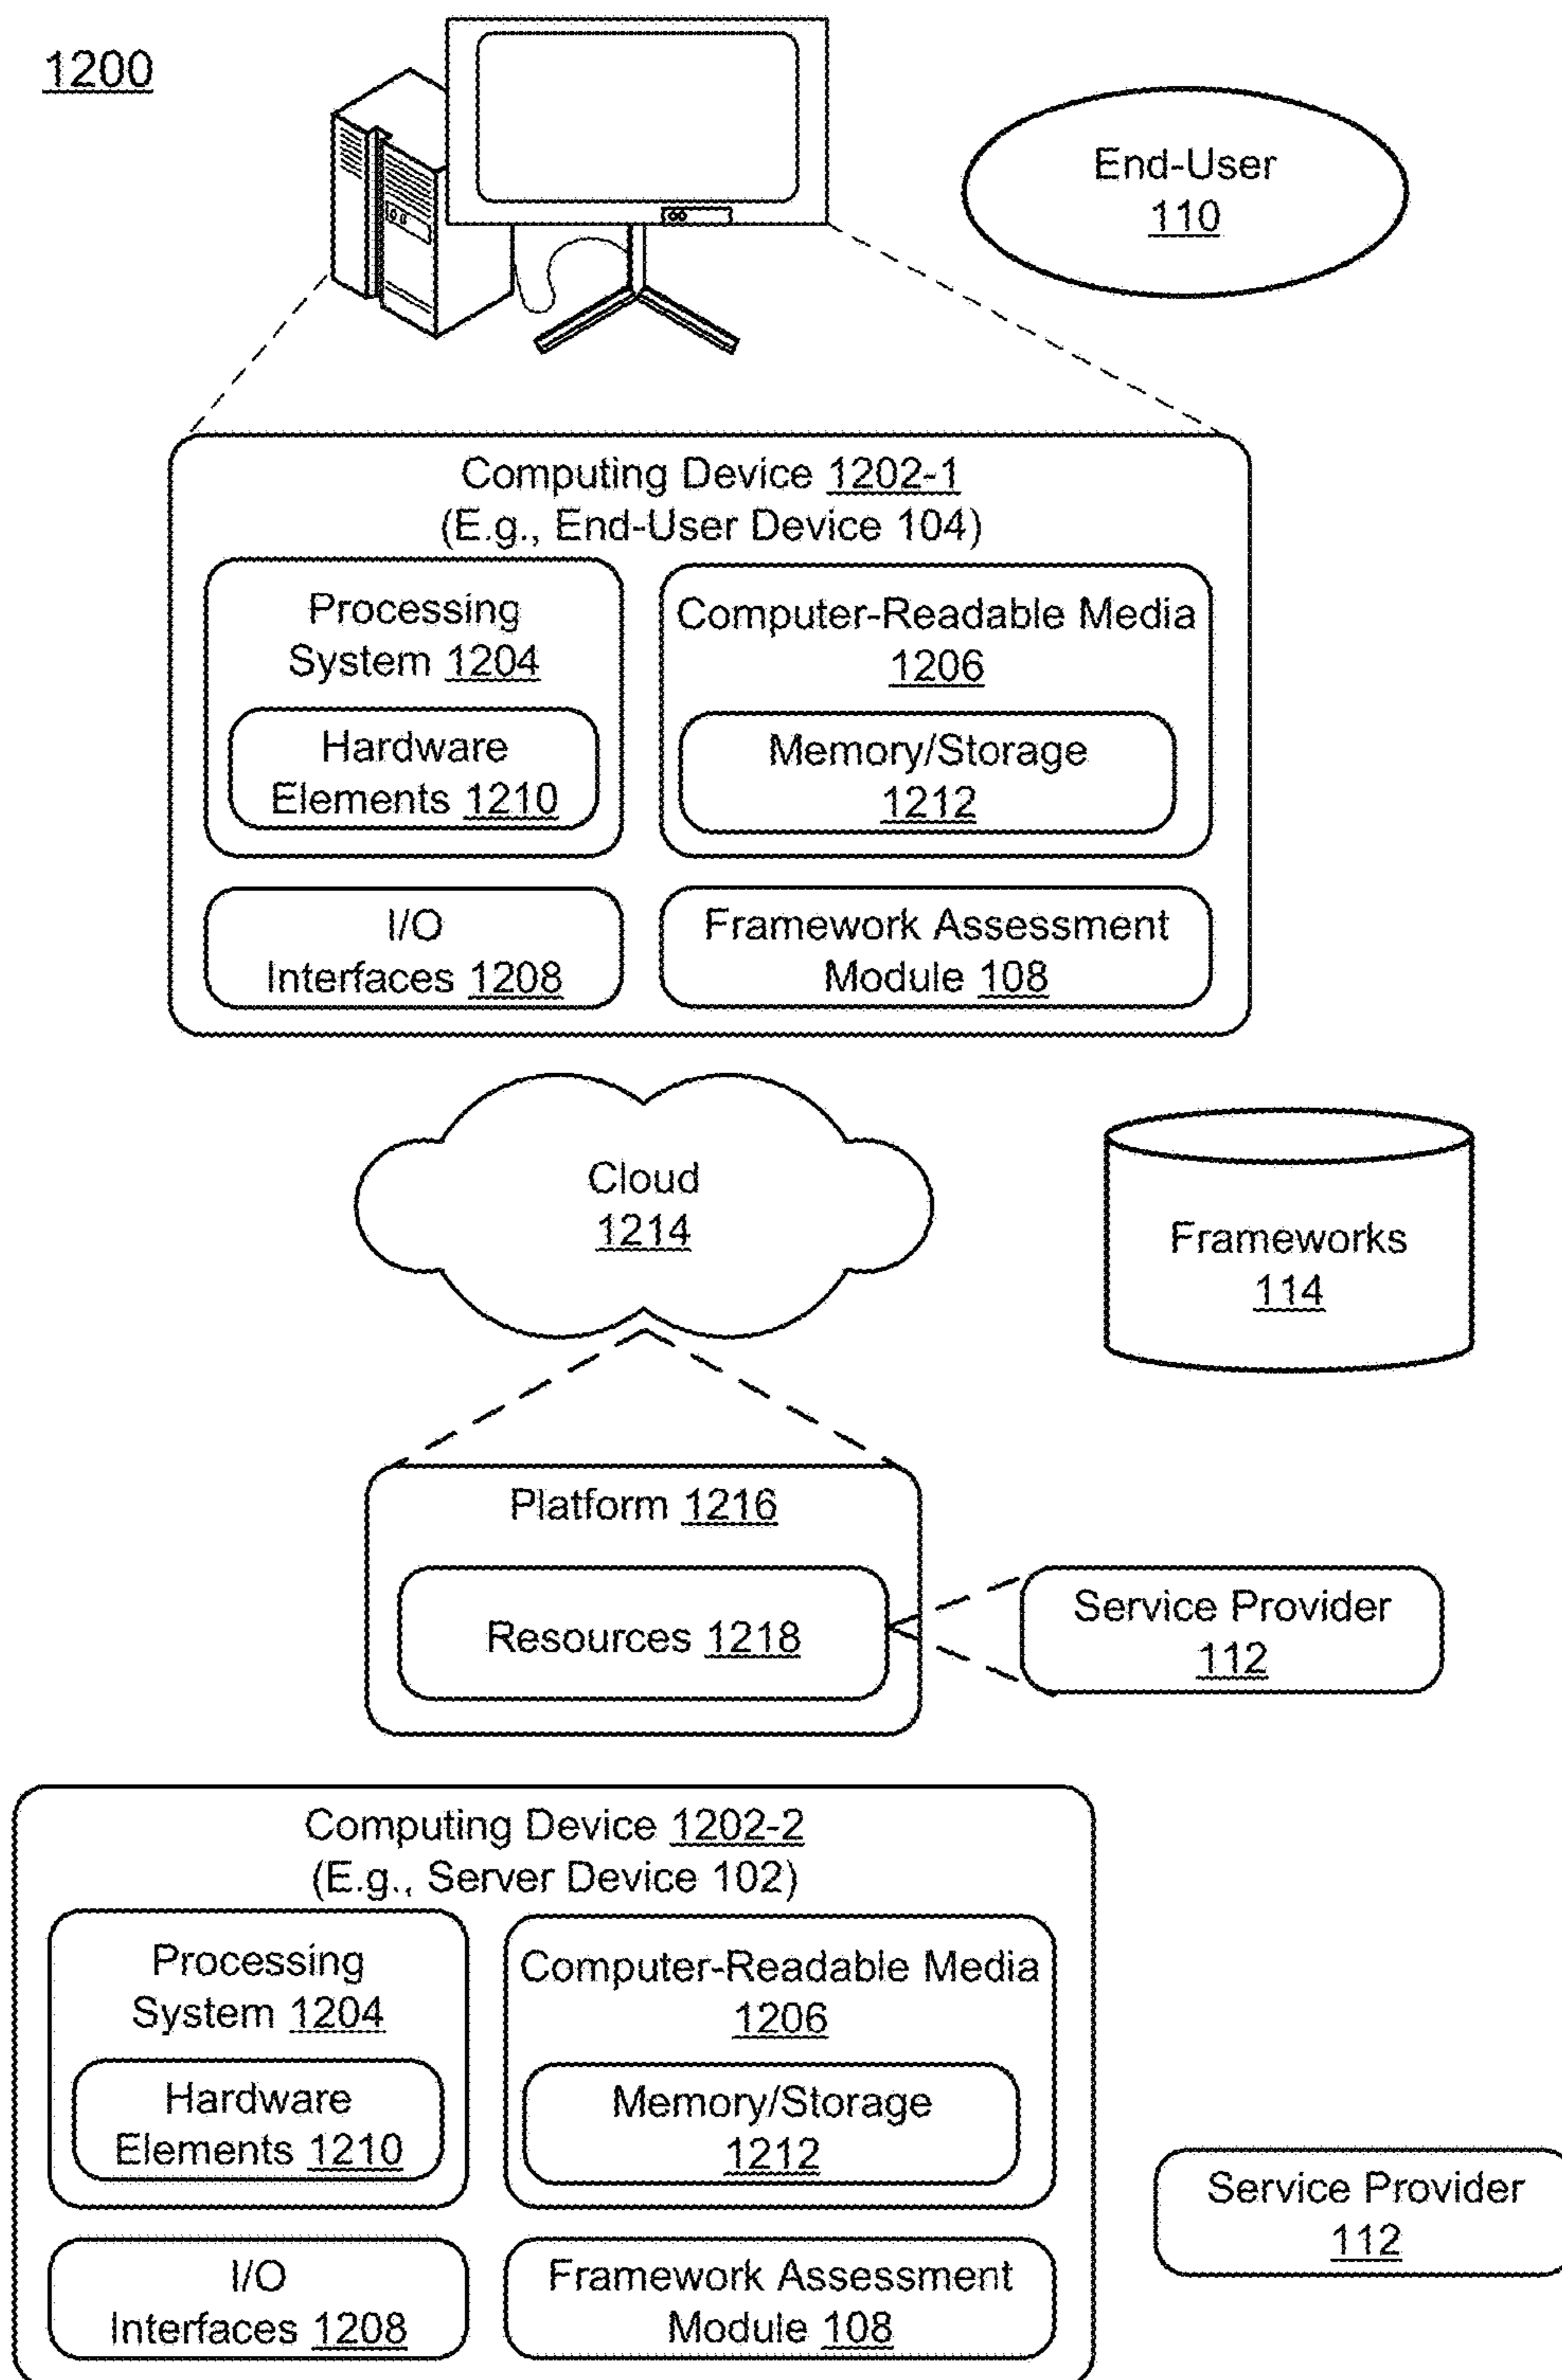 1200
End-User
110
Computing Device 1202-1
(E.g., End-User Device 104)
Processing
System 1204
Hardware
Elements 1210
Computer-Readable Media
1206
Memory/Storage
1212
I/O
Interfaces 1208
Framework Assessment
Module 108
Cloud
1214
Frameworks
114
Platform 1216
Resources 1218
Service Provider
112
Computing Device 1202-2
(E.g., Server Device 102)
Processing
System 1204
Hardware
Elements 1210
Computer-Readable Media
1206
Memory/Storage
1212
I/O
Interfaces 1208
Framework Assessment
Module 108
Service Provider
112